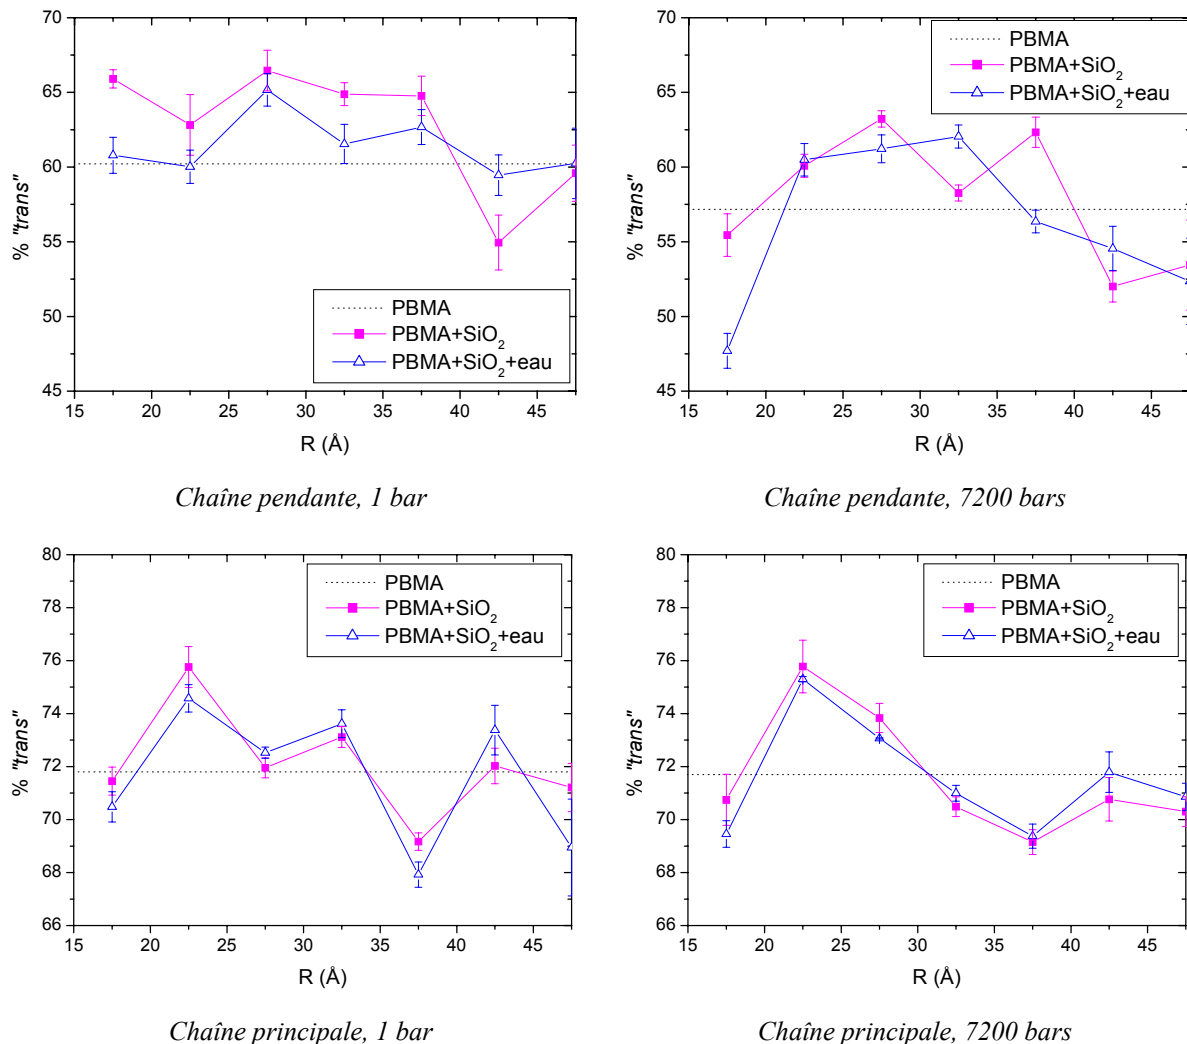 70
65
60
55
50
45
% "trans"
PBMA
PBMA+SiO2
PBMA+SiO2+eau
15 20 25 30 35 40 45
R (Å)
Chaîne pendante, 1 bar
70
65
60
55
50
45
% "trans"
PBMA
PBMA+SiO2
PBMA+SiO2+eau
15 20 25 30 35 40 45
R (Å)
Chaîne pendante, 7200 bars
80
78
76
74
72
70
68
66
% "trans"
PBMA
PBMA+SiO2
PBMA+SiO2+eau
15 20 25 30 35 40 45
R (Å)
Chaîne principale, 1 bar
80
78
76
74
72
70
68
66
% "trans"
PBMA
PBMA+SiO2
PBMA+SiO2+eau
15 20 25 30 35 40 45
R (Å)
Chaîne principale, 7200 bars